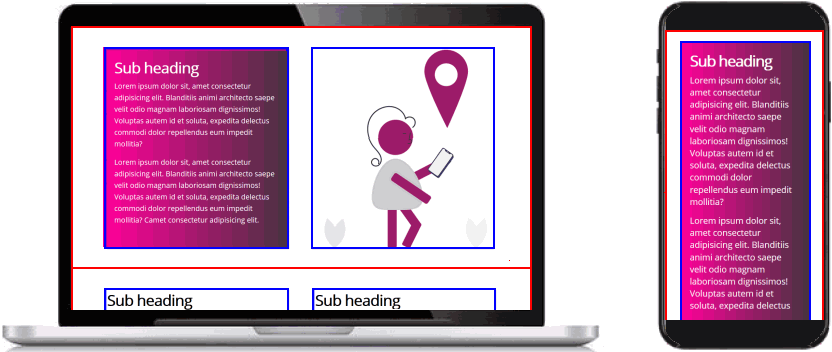 Sub heading
Lorem ipsum dolor sit, amet consectetur
adipisicing elit. Blanditiis animi architecto saepe
velit odio magnam laboriosam dignissimos!
Voluptas autem id et soluta, expedita delectus
commodi dolor repellendus eum impedit
mollitia?
Lorem ipsum dolor sit, amet consectetur
adipisicing elit. Blanditiis animi architecto saepe
velit odio magnam laboriosam dignissimos!
Voluptas autem id et soluta, expedita delectus
commodi dolor repellendus eum impedit
mollitia? Camet consectetur adipisicing elit.
Sub heading
Sub heading
Sub heading
Lorem ipsum dolor sit,
amet consectetur
adipisicing elit. Blanditiis
animi architecto saepe
velit odio magnam
laboriosam dignissimos!
Voluptas autem id et
soluta, expedita delectus
commodi dolor
repellendus eum impedit
mollitia?
Lorem ipsum dolor sit,
amet consectetur
adipisicing elit. Blanditiis
animi architecto saepe
velit odio magnam
laboriosam dignissimos!
Voluptas autem id et
soluta, expedita delectus